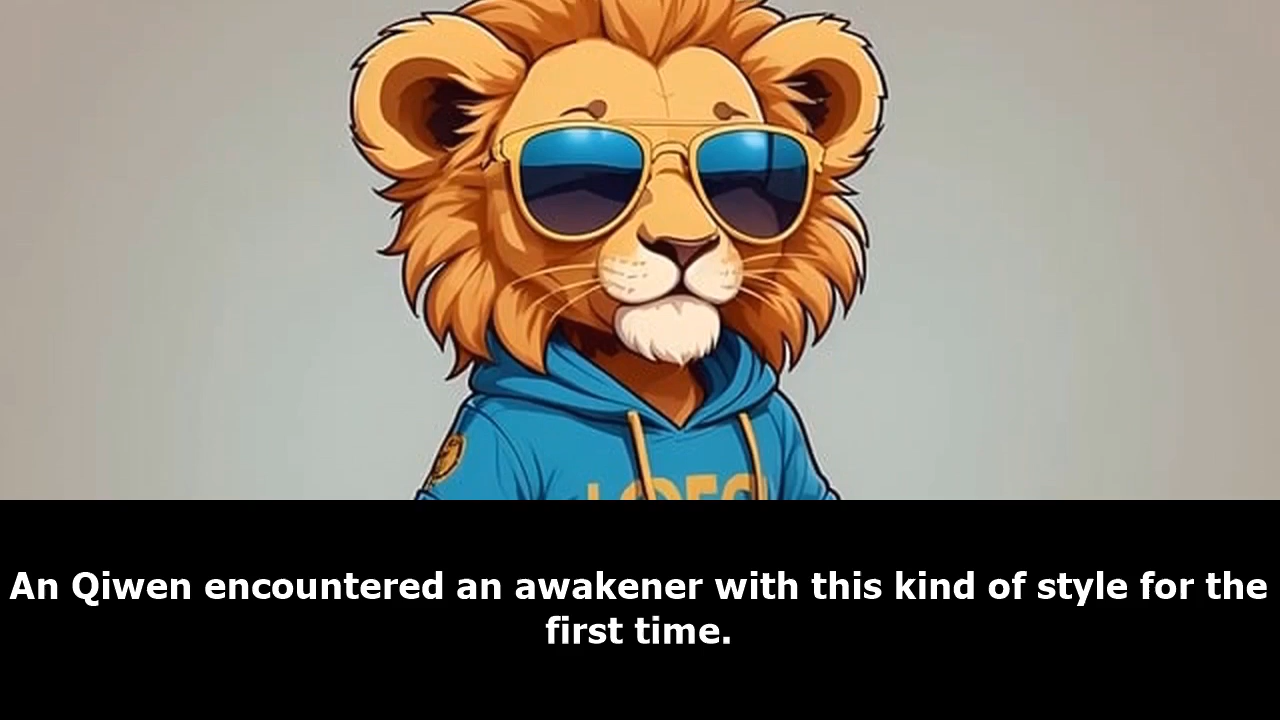 An Qiwen encountered an awakener with this kind of style for the
first time.